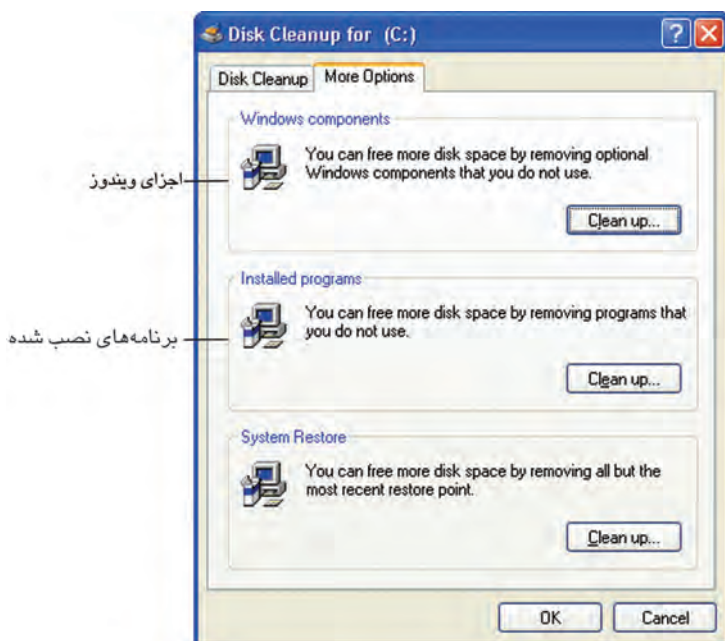 Disk Cleanup for (C:)
Disk Cleanup
More Options
Windows components
You can free more disk space by removing optional
Windows components that you do not use.
Clean up...
اجزای ویندوز
Installed programs
You can free more disk space by removing programs that
you do not use.
Clean up...
برنامه‌های نصب شده
System Restore
You can free more disk space by removing all but the
most recent restore point.
Clean up...
OK
Cancel